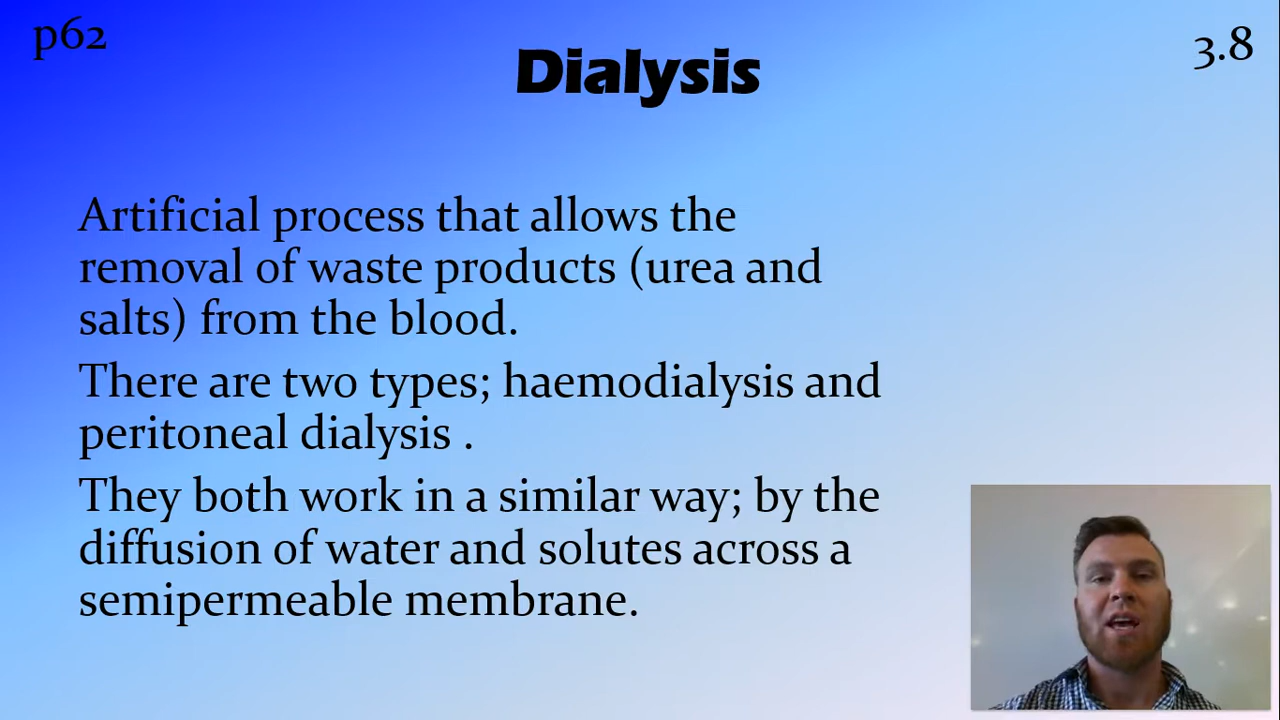 p62
3.8
Dialysis
Artificial process that allows the
removal of waste products (urea and
salts) from the blood.
There are two types; haemodialysis and
peritoneal dialysis .
They both work in a similar way; by the
diffusion of water and solutes across a
semipermeable membrane.